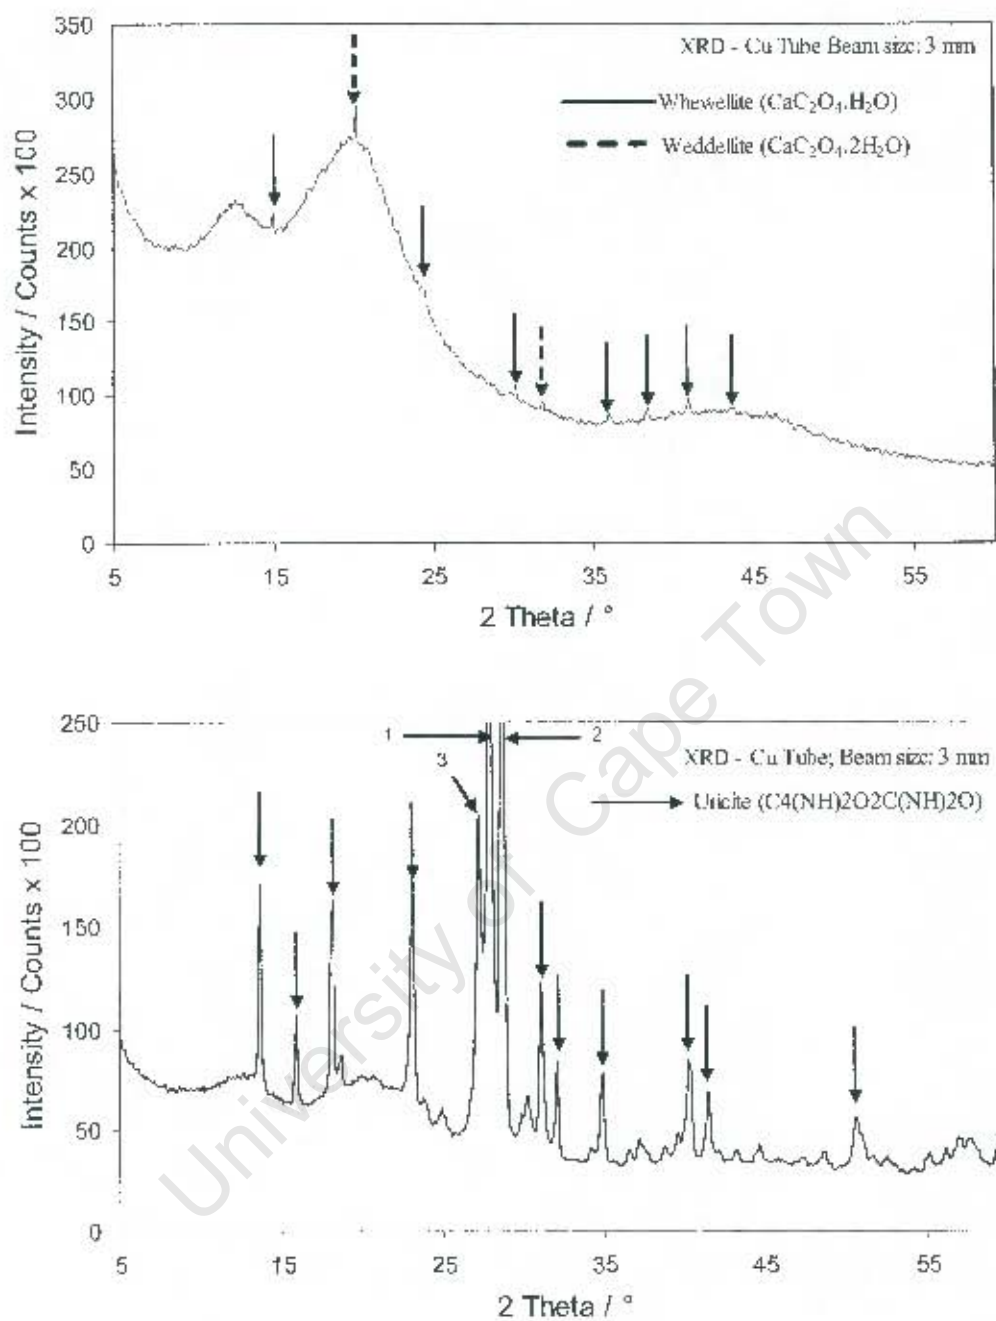 350
300
250
200
150
100
50
0
Intensity / Counts x 100
XRD - Cu Tube Beam size: 3 mm
Whewellite (CaC₂O₄.H₂O)
Weddellite (CaC₂O₄.2H₂O)
5 15 25 35 45 55
2 Theta / °
250
200
150
100
50
0
Intensity / Counts x 100
1
2
3
XRD - Cu Tube; Beam size: 3 mm
Uricite (C4(NH)2O2C(NH)2O)
5 15 25 35 45 55
2 Theta / °
University of Cape Town